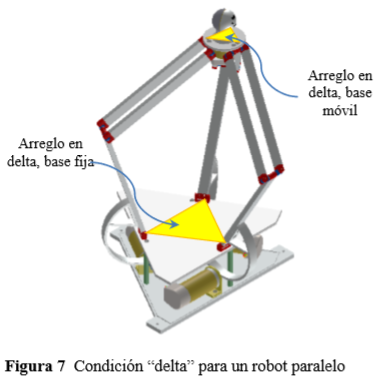 Arreglo en
delta, base
móvil
Arreglo en
delta, base fija
Figura 7 Condición “delta” para un robot paralelo